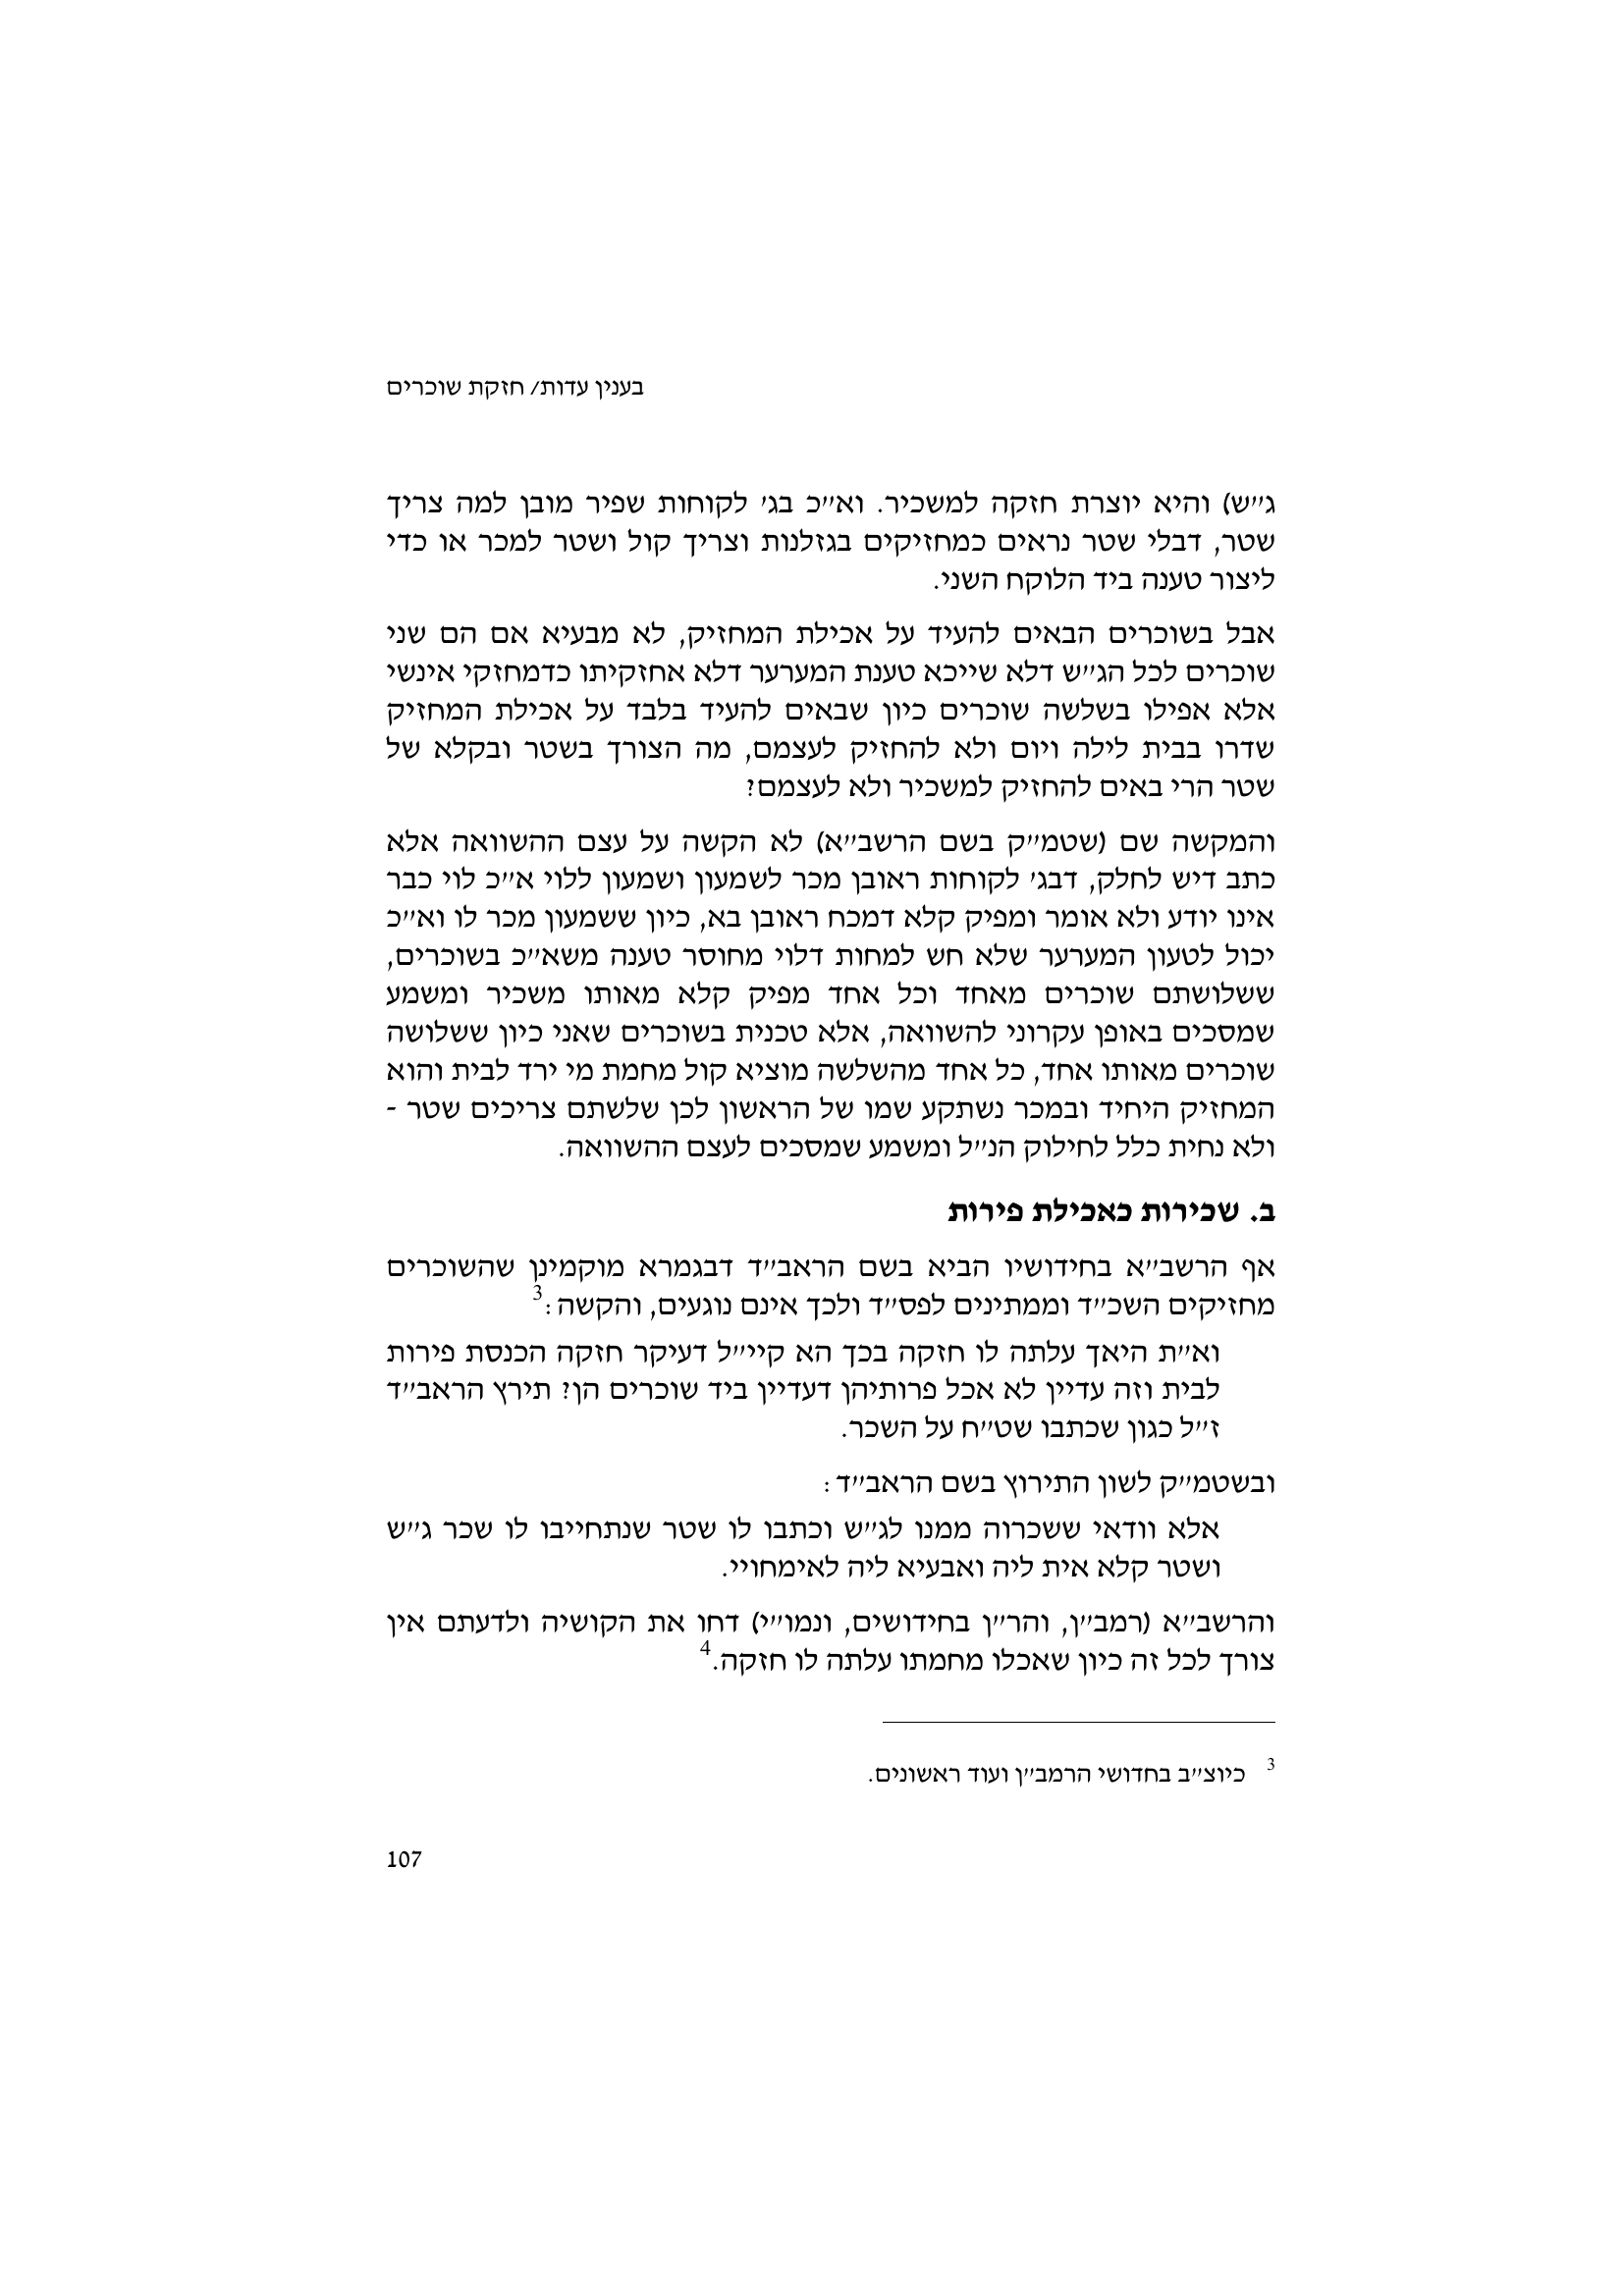 בענין עדות/ חזקת שוכרים
ג״ש) והיא יוצרת חזקה למשכיר. וא״כ בג׳ לקוחות שפיר מובן למה צריך
שטר, דבלי שטר נראים כמחזיקים בגזלנות וצריך קול ושטר למכר או כדי
ליצור טענה ביד הלוקח השני.
אבל בשוכרים הבאים להעיד על אכילת המחזיק, לא מבעיא אם הם שני
שוכרים לכל הג״ש דלא שייכא טענת המערער דלא אחזקיתו כדמחזקי אינשי
אלא אפילו בשלשה שוכרים כיון שבאים להעיד בלבד על אכילת המחזיק
שדרו בבית לילה ויום ולא להחזיק לעצמם, מה הצורך בשטר ובקלא של
שטר הרי באים להחזיק למשכיר ולא לעצמם?
והמקשה שם (שטמ״ק בשם הרשב״א) לא הקשה על עצם ההשוואה אלא
כתב דיש לחלק, דבג׳ לקוחות ראובן מכר לשמעון ושמעון ללוי א״כ לוי כבר
אינו יודע ולא אומר ומפיק קלא דמכח ראובן בא, כיון ששמעון מכר לו וא״כ
יכול לטעון המערער שלא חש למחות דלוי מחוסר טענה משא״כ בשוכרים,
ששלושתם שוכרים מאחד וכל אחד מפיק קלא מאותו משכיר ומשמע
שמסכים באופן עקרוני להשוואה, אלא טכנית בשוכרים שאני כיון ששלושה
שוכרים מאותו אחד, כל אחד מהשלשה מוציא קול מחמת מי ירד לבית והוא
המחזיק היחיד ובמכר נשתקע שמו של הראשון לכן שלשתם צריכים שטר -
ולא נחית כלל לחילוק הנ״ל ומשמע שמסכים לעצם ההשוואה.
ב. שכירות כאכילת פירות
אף הרשב״א בחידושיו הביא בשם הראב״ד דבגמרא מוקמינן שהשוכרים
מחזיקים השכ״ד וממתינים לפס״ד ולכך אינם נוגעים, והקשה:3
וא״ת היאך עלתה לו חזקה בכך הא קיי״ל דעיקר חזקה הכנסת פירות
לבית וזה עדיין לא אכל פרותיהן דעדיין ביד שוכרים הן? תירץ הראב״ד
ז״ל כגון שכתבו שט״ח על השכר.
ובשטמ״ק לשון התירוץ בשם הראב״ד:
אלא וודאי ששכרוה ממנו לג״ש וכתבו לו שטר שנתחייבו לו שכר ג״ש
ושטר קלא אית ליה ואבעיא ליה לאימחויי.
והרשב״א (רמב״ן, והר״ן בחידושים, ונמו״י) דחו את הקושיה ולדעתם אין
צורך לכל זה כיון שאכלו מחמתו עלתה לו חזקה.4
3 כיוצ״ב בחדושי הרמב״ן ועוד ראשונים.
107